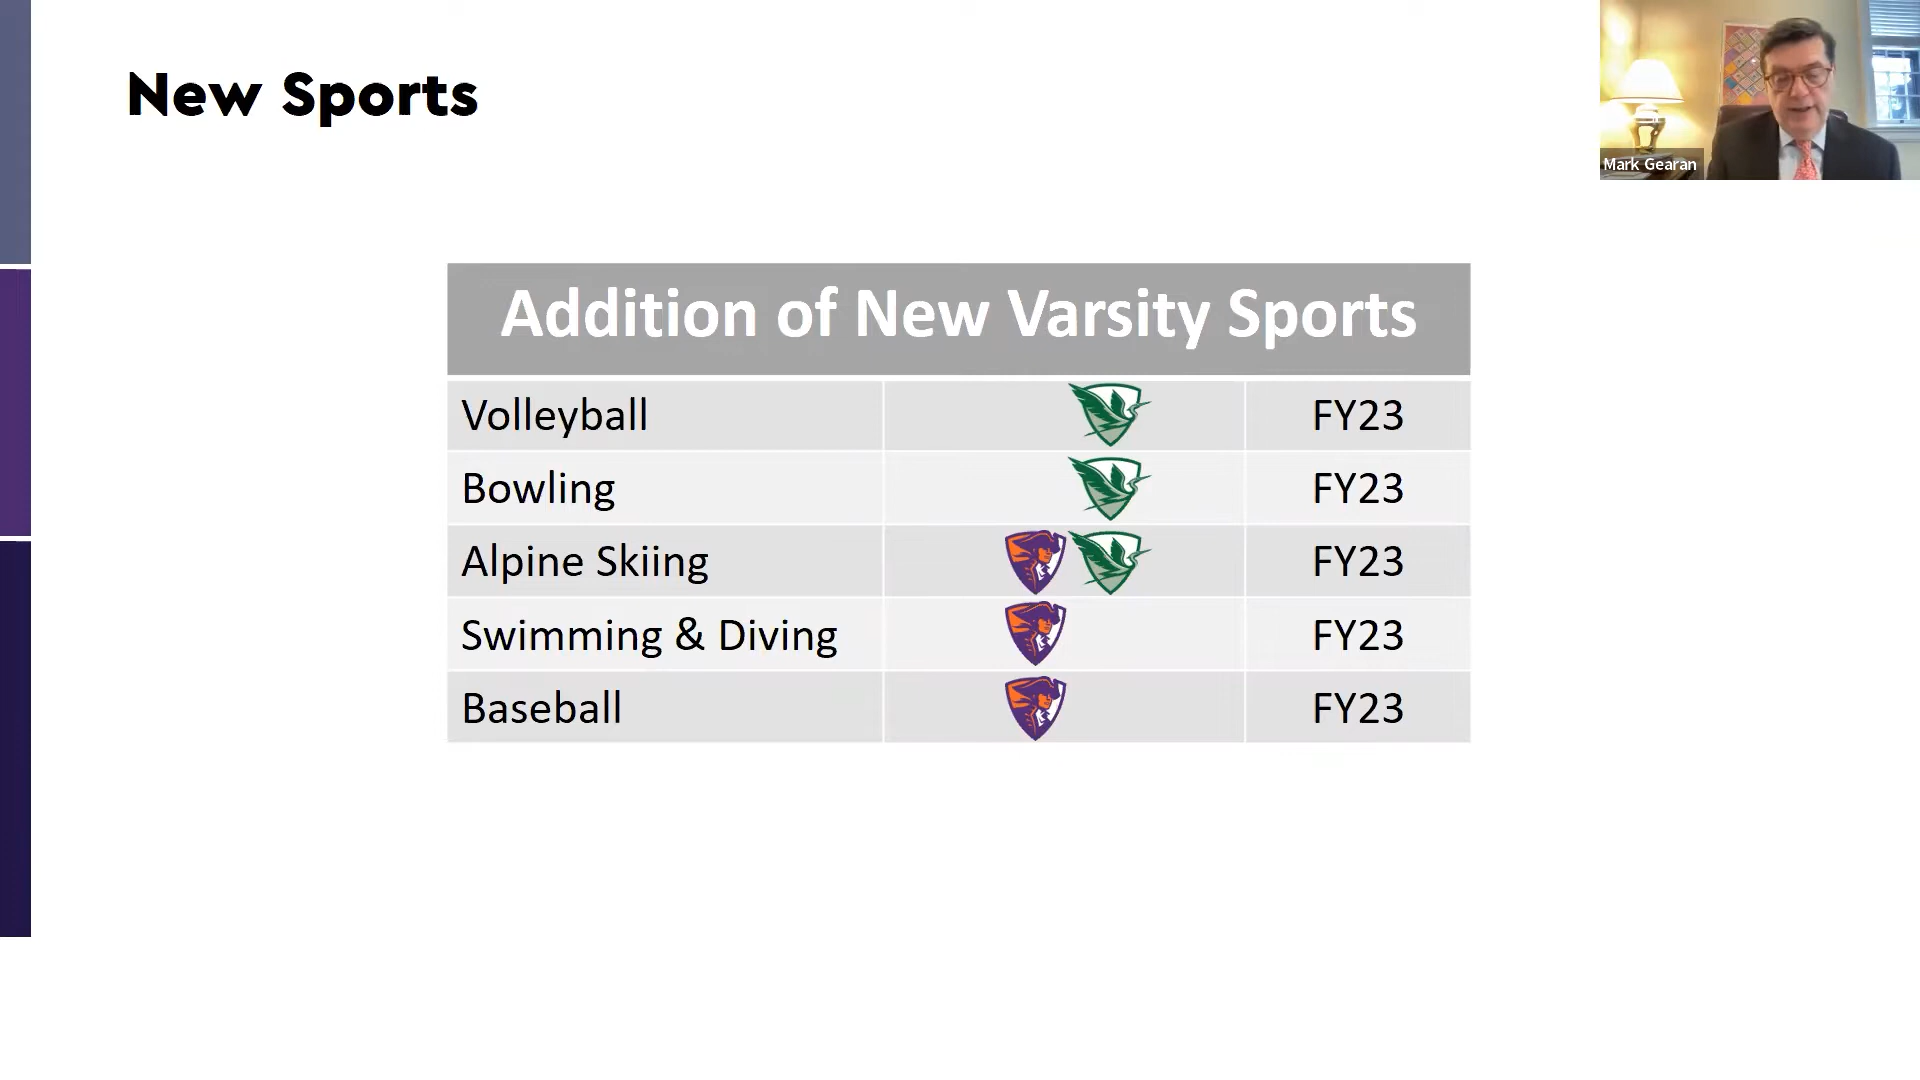 New Sports
Mark Gearan
Addition of New Varsity Sports
Volleyball FY23
Bowling FY23
Alpine Skiing FY23
Swimming & Diving FY23
Baseball FY23